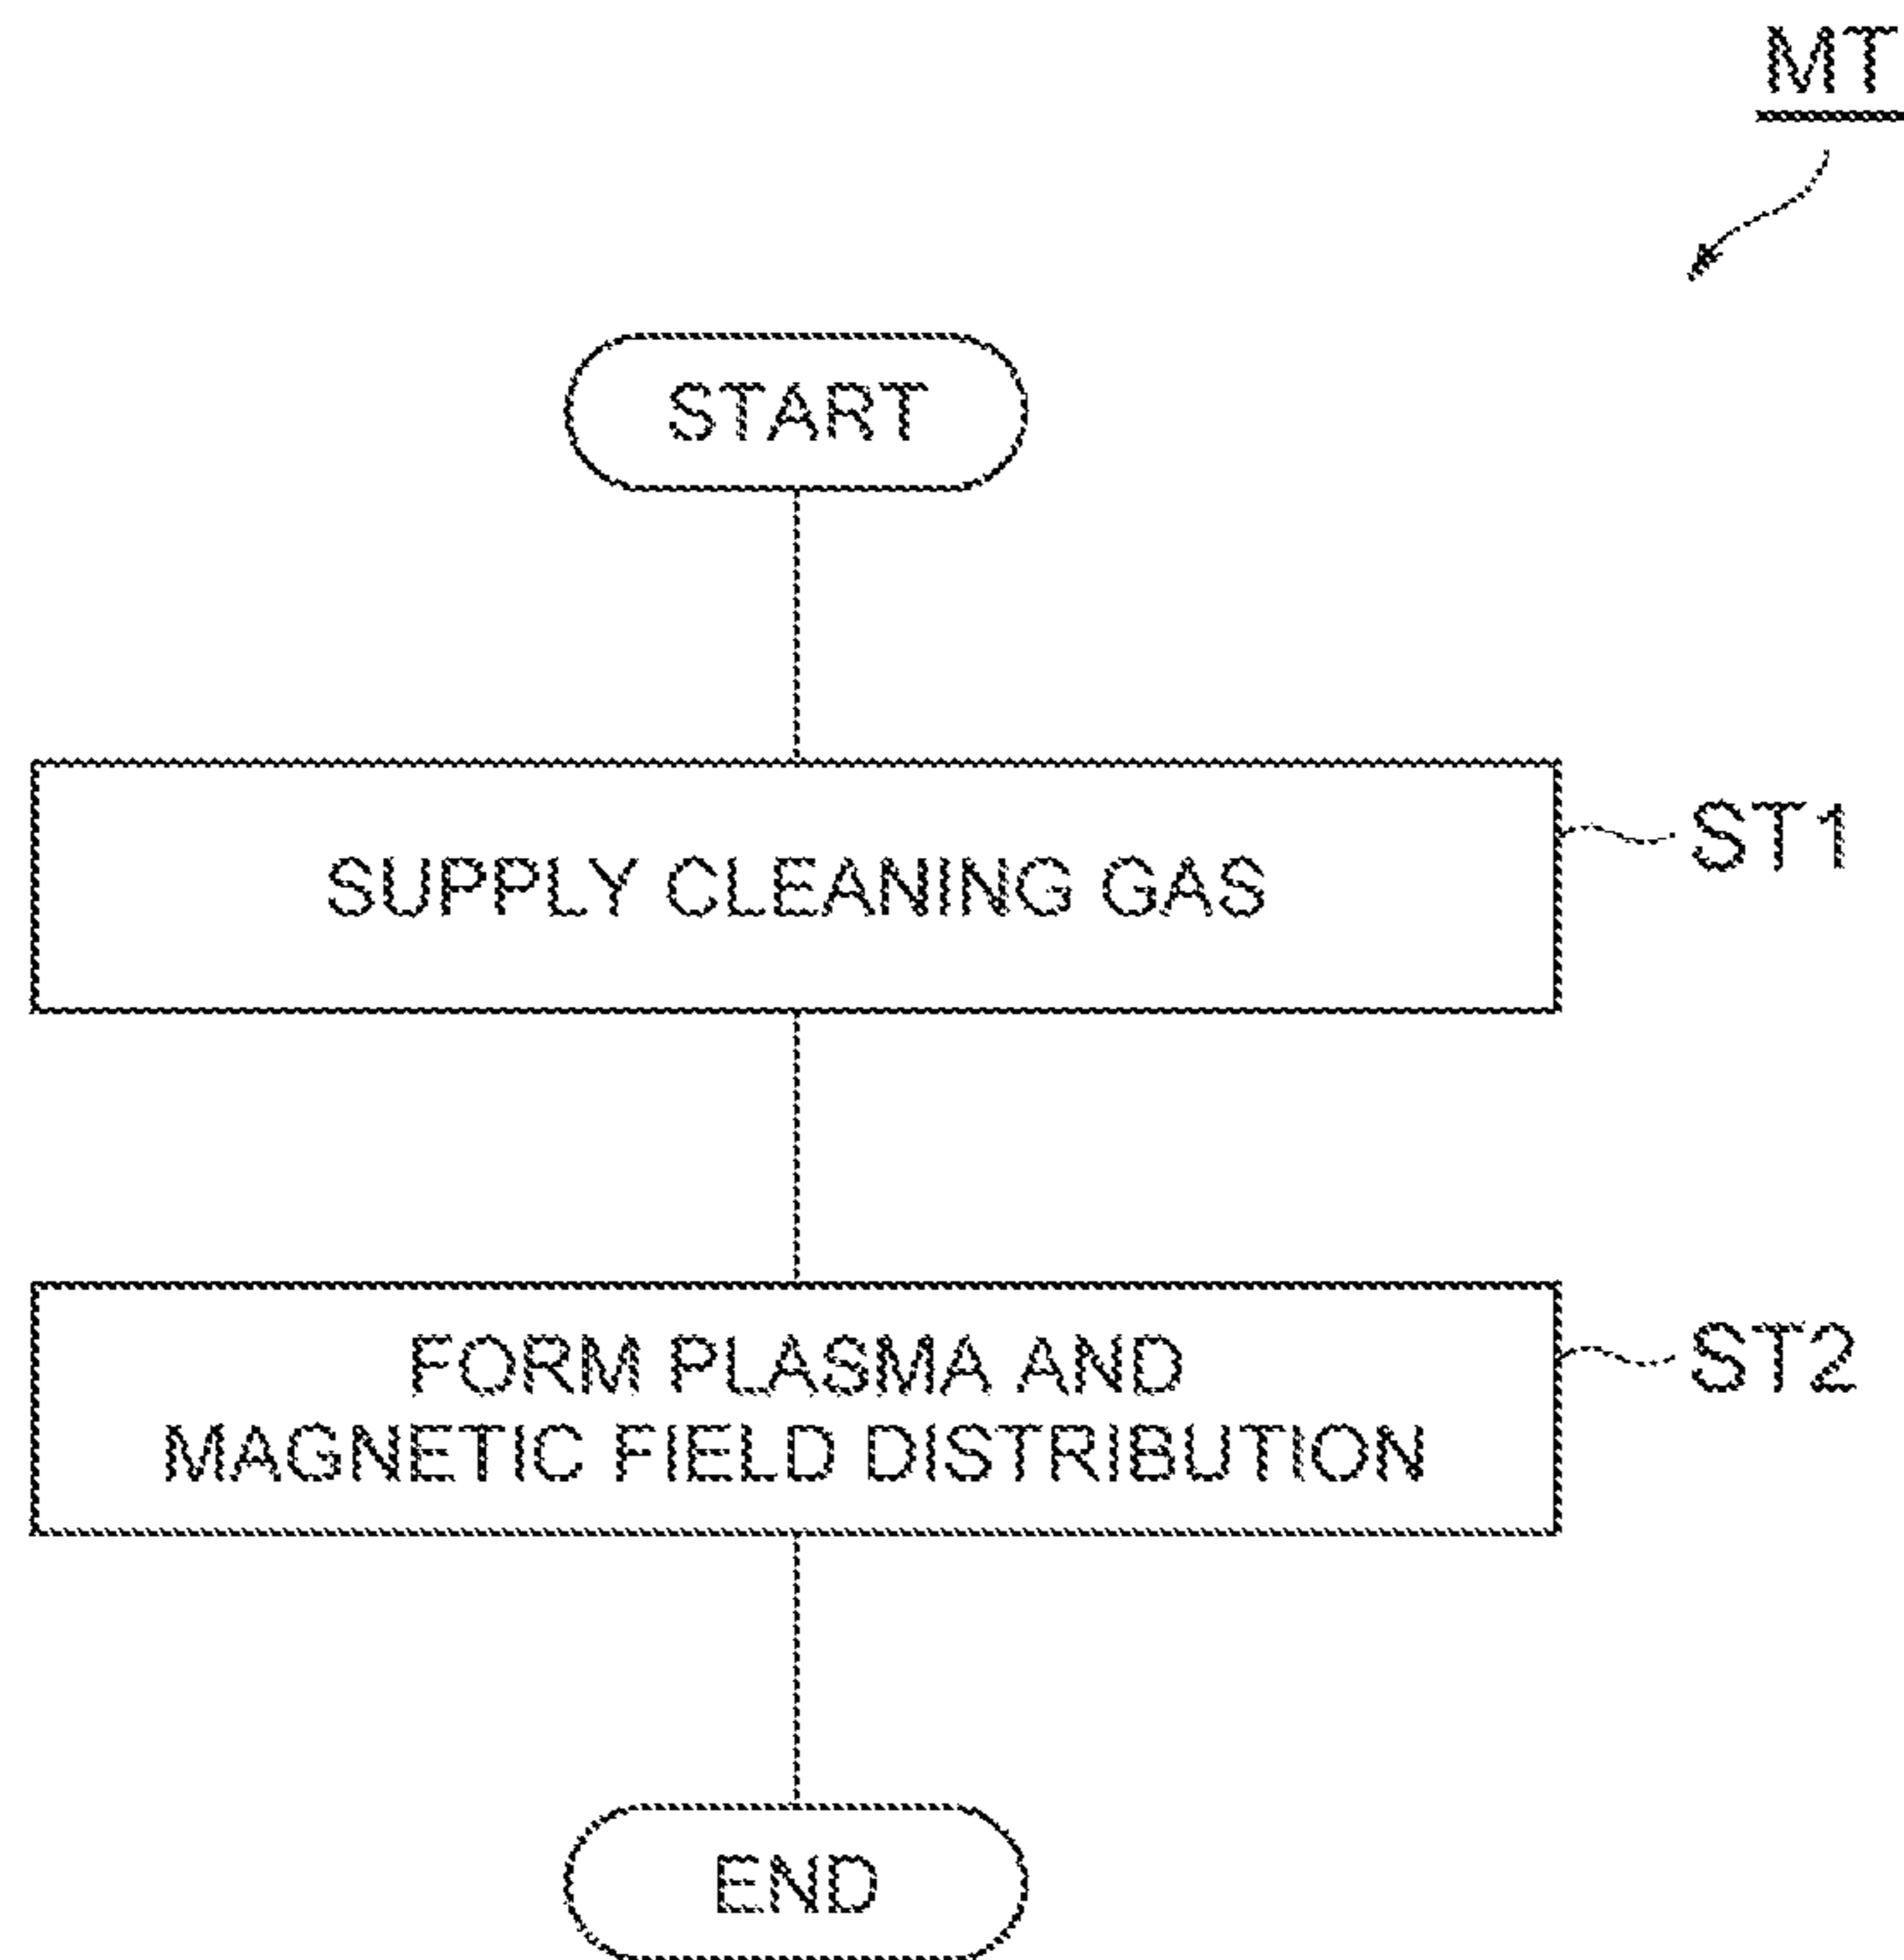 MT
START
SUPPLY CLEANING GAS
ST1
FORM PLASMA AND
MAGNETIC FIELD DISTRIBUTION
ST2
END